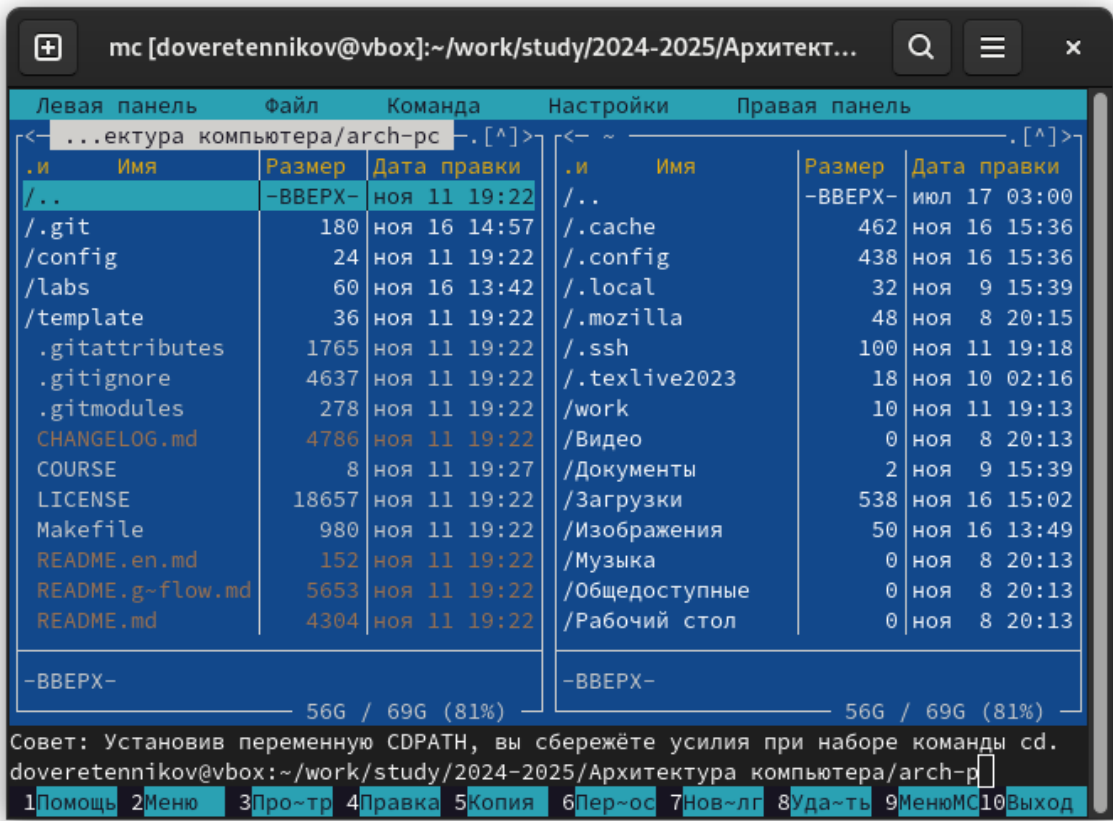 mc [doveretennikov@vbox]:~/work/study/2024-2025/Архитект...
Левая панель Файл Команда Настройки Правая панель
<— ...ектура компьютера/arch-pc —.[^]> <— ~ —.[^]>
.и Имя Размер Дата правки .и Имя Размер Дата правки
/.. -ВВЕРХ- ноя 11 19:22 /.. -ВВЕРХ- июл 17 03:00
/.git 180 ноя 16 14:57 /.cache 462 ноя 16 15:36
/config 24 ноя 11 19:22 /.config 438 ноя 16 15:36
/labs 60 ноя 16 13:42 /.local 32 ноя 9 15:39
/template 36 ноя 11 19:22 /.mozilla 48 ноя 8 20:15
.gitattributes 1765 ноя 11 19:22 /.ssh 100 ноя 11 19:18
.gitignore 4637 ноя 11 19:22 /.texlive2023 18 ноя 10 02:16
.gitmodules 278 ноя 11 19:22 /work 10 ноя 11 19:13
CHANGELOG.md 4786 ноя 11 19:22 /Видео 0 ноя 8 20:13
COURSE 8 ноя 11 19:27 /Документы 2 ноя 9 15:39
LICENSE 18657 ноя 11 19:22 /Загрузки 538 ноя 16 15:02
Makefile 980 ноя 11 19:22 /Изображения 50 ноя 16 13:49
README.en.md 152 ноя 11 19:22 /Музыка 0 ноя 8 20:13
README.g~flow.md 5653 ноя 11 19:22 /Общедоступные 0 ноя 8 20:13
README.md 4304 ноя 11 19:22 /Рабочий стол 0 ноя 8 20:13
-ВВЕРХ- -ВВЕРХ-
56G / 69G (81%) 56G / 69G (81%)
Совет: Установив переменную CDPATH, вы сбережёте усилия при наборе команды cd.
doveretennikov@vbox:~/work/study/2024-2025/Архитектура компьютера/arch-p
1Помощь 2Меню 3Про~тр 4Правка 5Копия 6Пер~ос 7Нов~лг 8Уда~ть 9МенюМС 10Выход